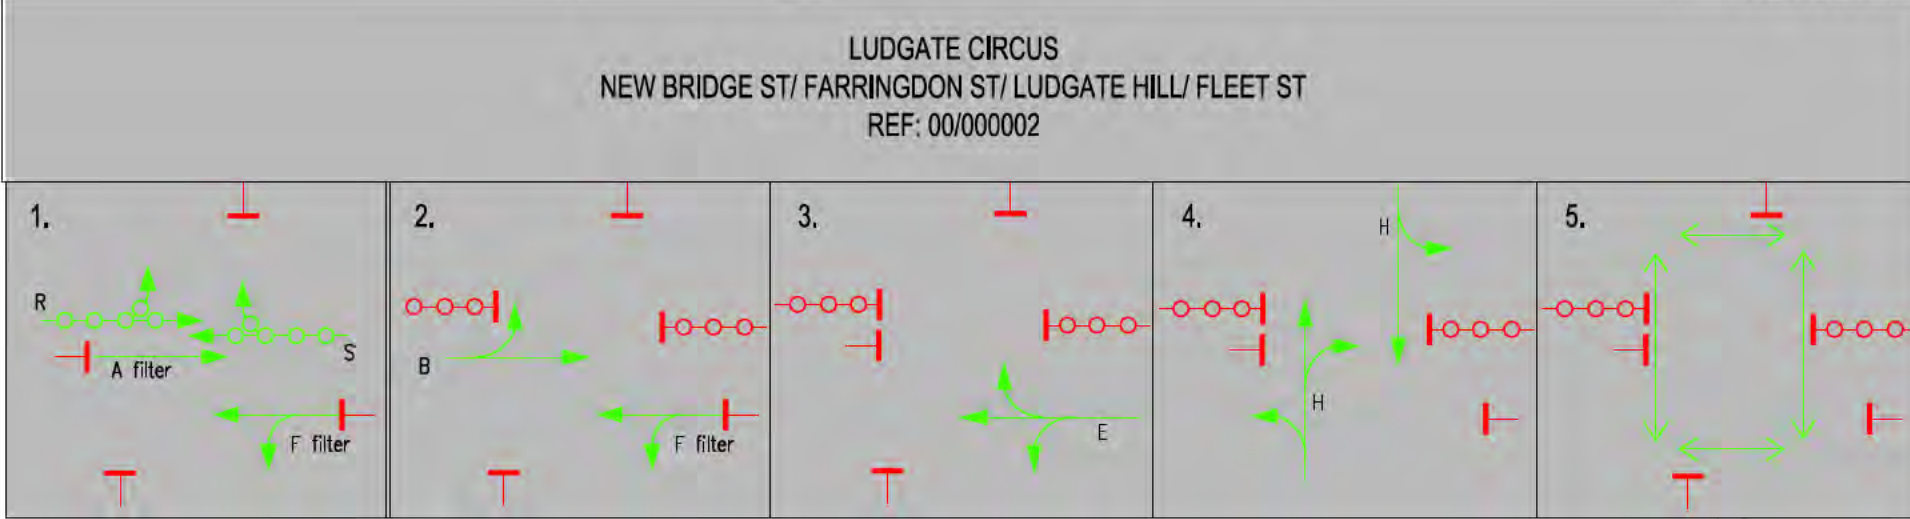 LUDGATE CIRCUS
NEW BRIDGE ST/ FARRINGDON ST/ LUDGATE HILL/ FLEET ST
REF: 00/000002
1.
R
S
A filter
F filter
2.
B
F filter
3.
E
4.
H
H
5.